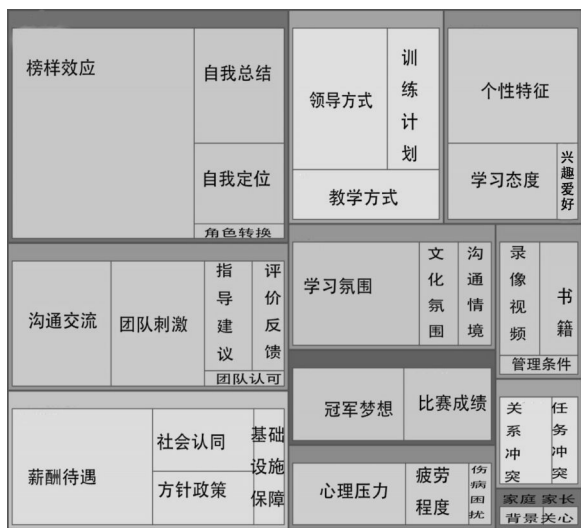 榜样效应
自我总结
自我定位
角色转换
领导方式
训练计划
教学方式
个性特征
学习态度
兴趣爱好
沟通交流
团队刺激
指导建议
评价反馈
团队认可
学习氛围
文化氛围
沟通情境
录像视频
书籍
管理条件
冠军梦想
比赛成绩
薪酬待遇
社会认同
方针政策
基础
设施
保障
心理压力
疲劳
程度
伤病困扰
关系冲突
任务冲突
家庭
背景
家长
关心